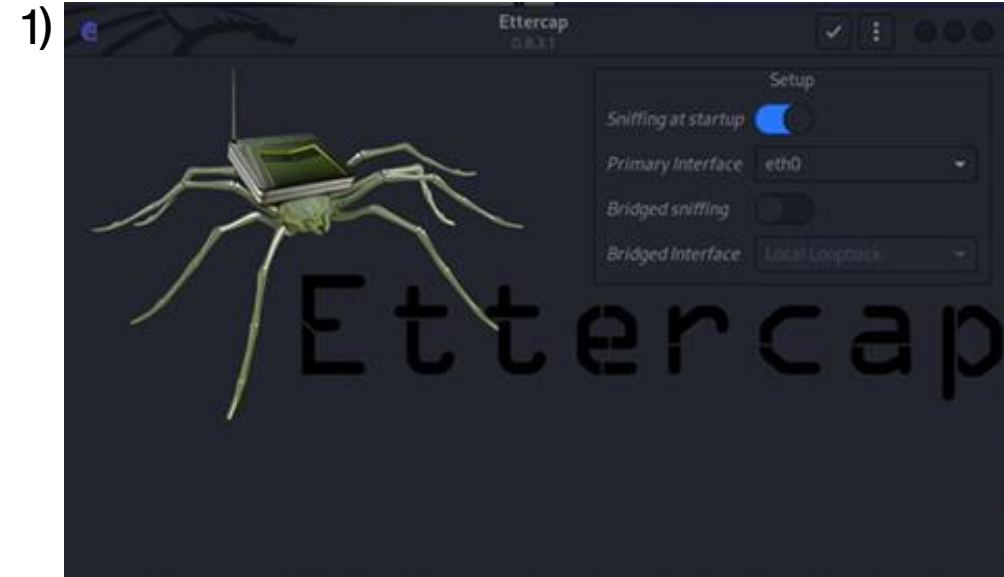 1)
Ettercap
0.8.3.1
Setup
Sniffing at startup
Primary Interface eth0
Bridged sniffing
Bridged Interface Local Loopback
Ettercap